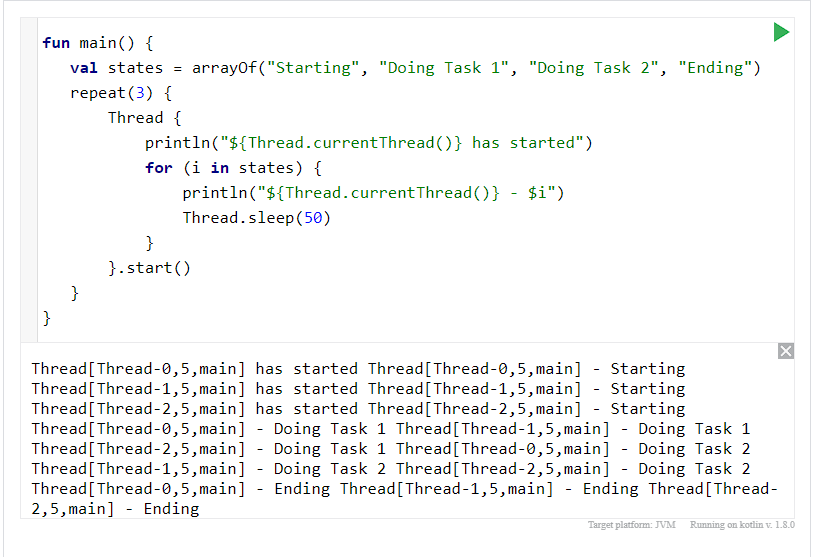 fun main() {
val states = arrayOf("Starting", "Doing Task 1", "Doing Task 2", "Ending")
repeat(3) {
Thread {
println("${Thread.currentThread()} has started")
for (i in states) {
println("${Thread.currentThread()} - $i")
Thread.sleep(50)
}
}.start()
}
}
Thread[Thread-0,5,main] has started Thread[Thread-0,5,main] - Starting
Thread[Thread-1,5,main] has started Thread[Thread-1,5,main] - Starting
Thread[Thread-2,5,main] has started Thread[Thread-2,5,main] - Starting
Thread[Thread-0,5,main] - Doing Task 1 Thread[Thread-1,5,main] - Doing Task 1
Thread[Thread-2,5,main] - Doing Task 1 Thread[Thread-0,5,main] - Doing Task 2
Thread[Thread-1,5,main] - Doing Task 2 Thread[Thread-2,5,main] - Doing Task 2
Thread[Thread-0,5,main] - Ending Thread[Thread-1,5,main] - Ending Thread[Thread-
2,5,main] - Ending
Target platform: JVM Running on kotlin v. 1.8.0